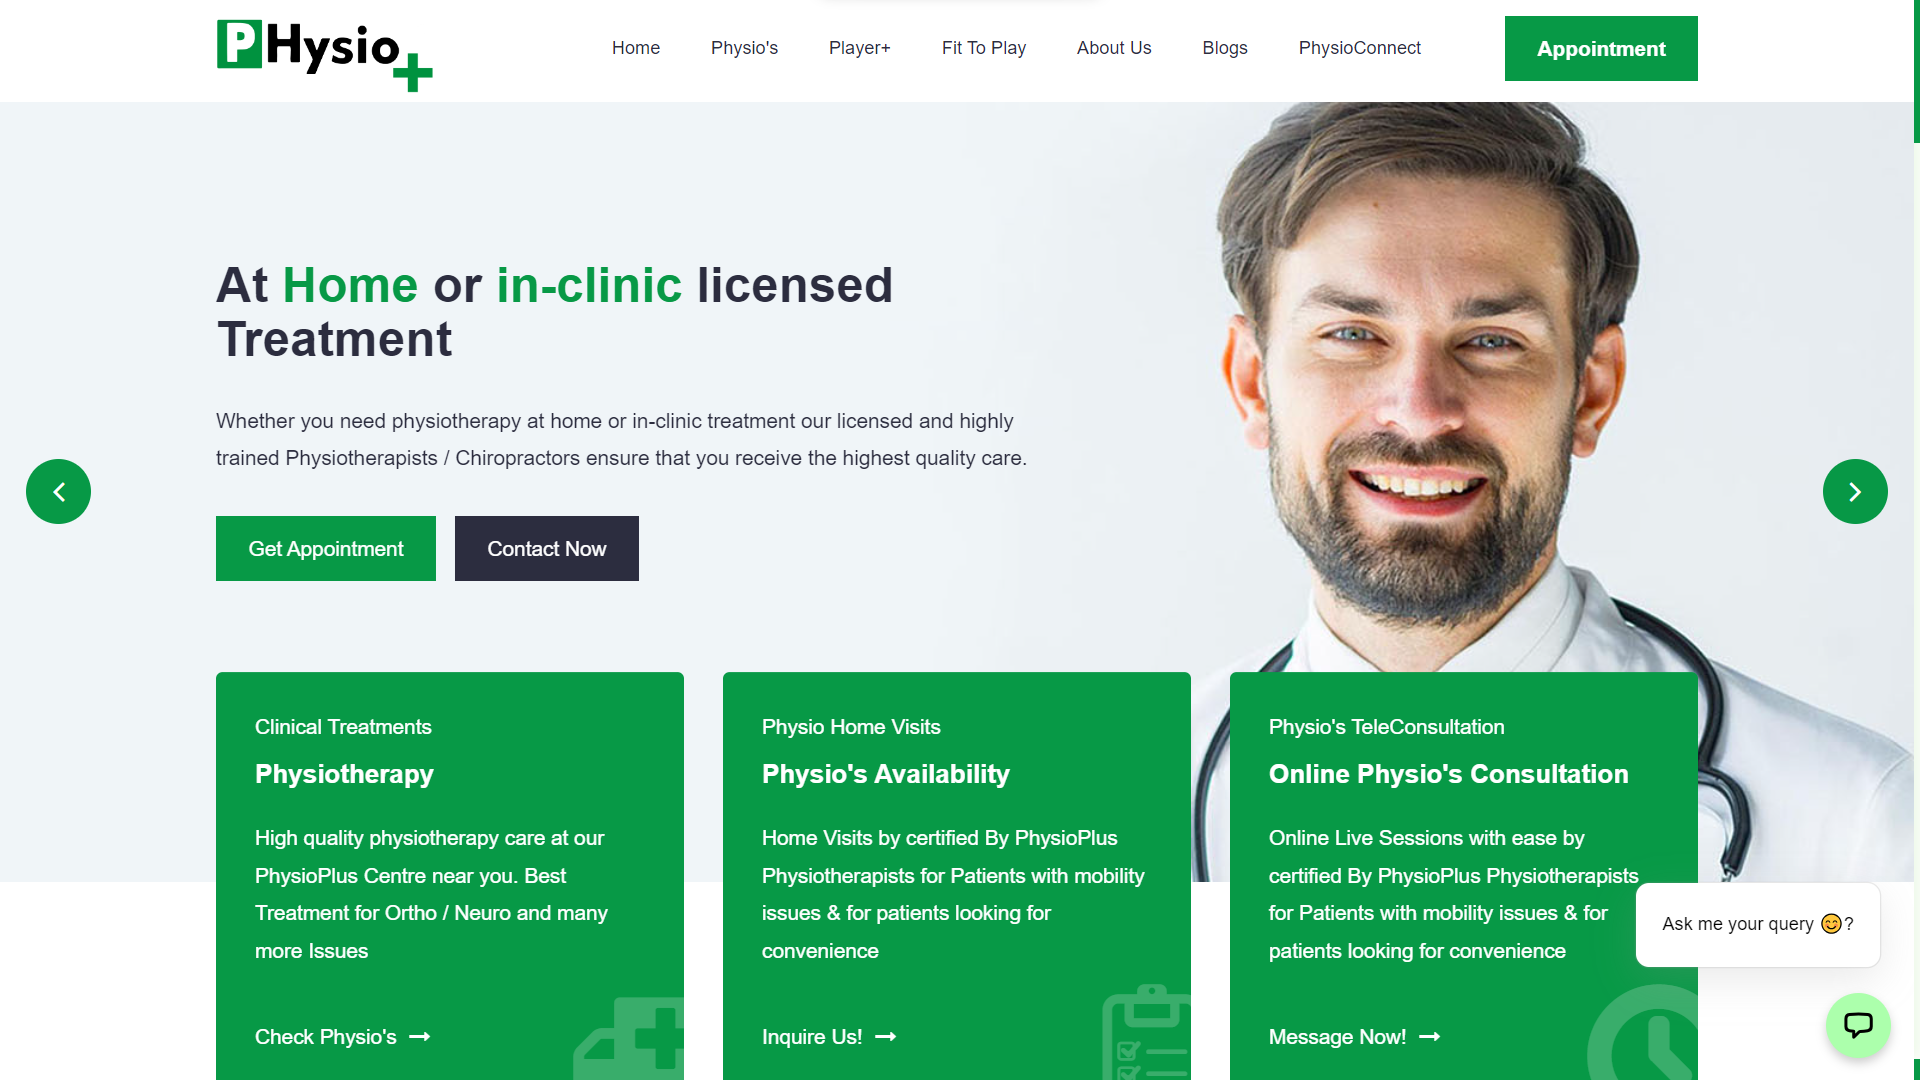 PHysio+
Home
Physio's
Player+
Fit To Play
About Us
Blogs
PhysioConnect
Appointment
At Home or in-clinic licensed
Treatment
Whether you need physiotherapy at home or in-clinic treatment our licensed and highly
trained Physiotherapists / Chiropractors ensure that you receive the highest quality care.
Get Appointment
Contact Now
Clinical Treatments
Physiotherapy
High quality physiotherapy care at our
PhysioPlus Centre near you. Best
Treatment for Ortho / Neuro and many
more Issues
Check Physio's
Physio Home Visits
Physio's Availability
Home Visits by certified By PhysioPlus
Physiotherapists for Patients with mobility
issues & for patients looking for
convenience
Inquire Us!
Physio's TeleConsultation
Online Physio's Consultation
Online Live Sessions with ease by
certified By PhysioPlus Physiotherapists
for Patients with mobility issues & for
patients looking for convenience
Message Now!
Ask me your query 😊?